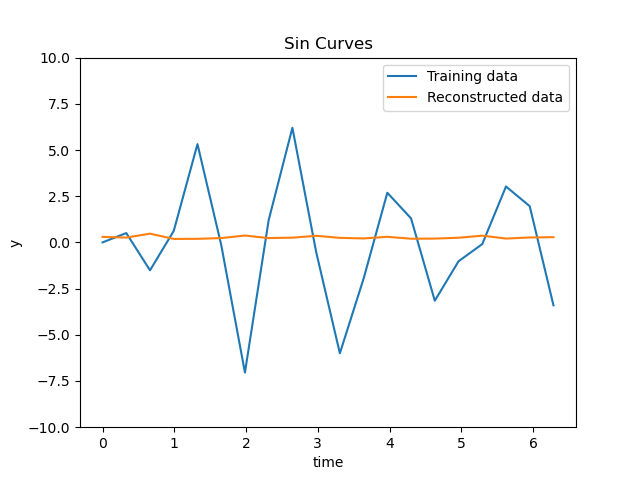 Sin Curves
10.0
7.5
5.0
2.5
0.0
−2.5
−5.0
−7.5
−10.0
y
Training data
Reconstructed data
0 1 2 3 4 5 6
time